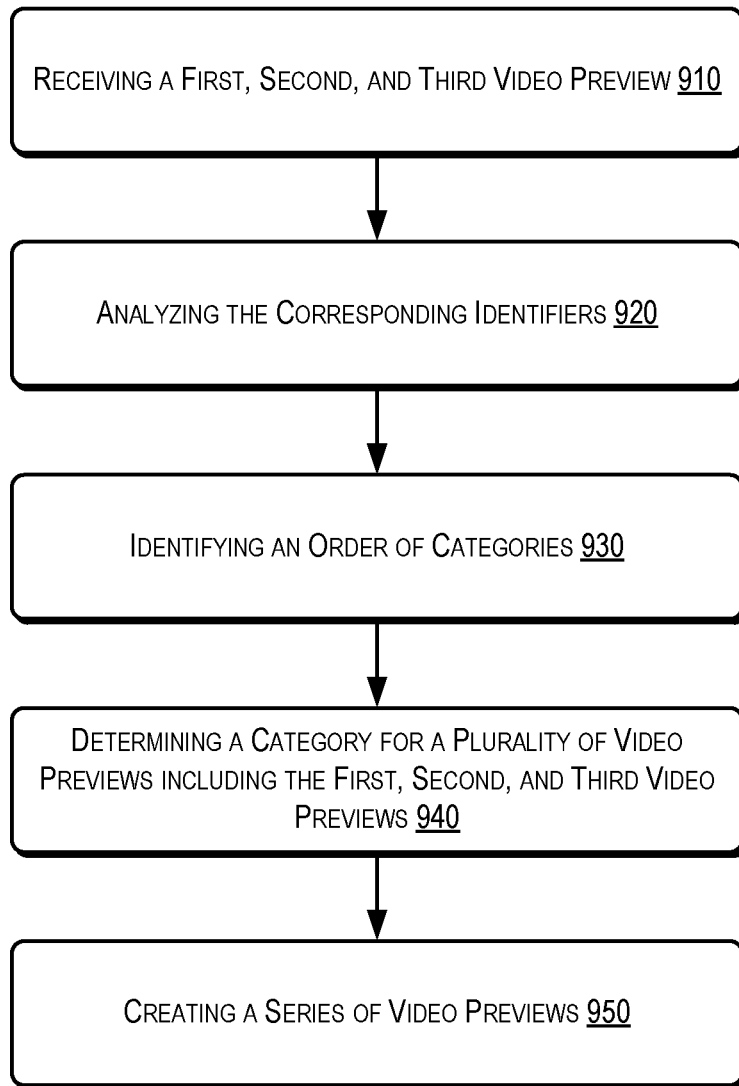 Receiving a First, Second, and Third Video Preview 910
Analyzing the Corresponding Identifiers 920
Identifying an Order of Categories 930
Determining a Category for a Plurality of Video
Previews including the First, Second, and Third Video
Previews 940
Creating a Series of Video Previews 950